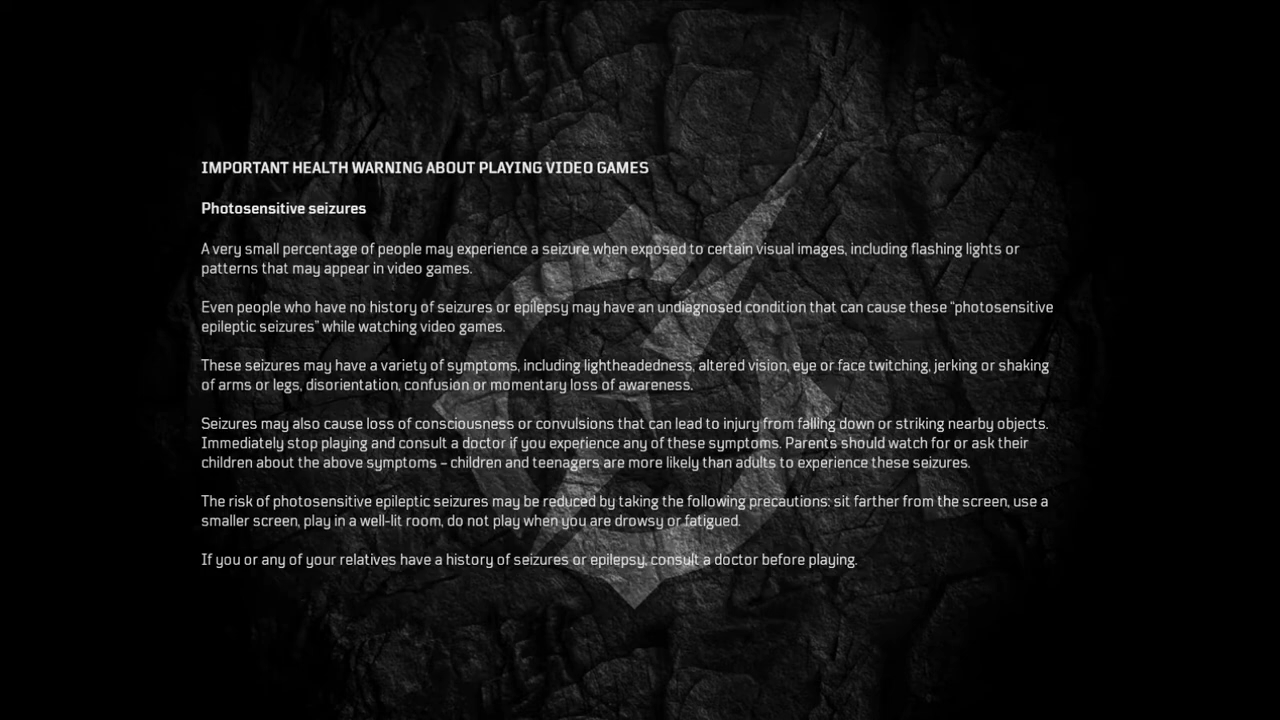 IMPORTANT HEALTH WARNING ABOUT PLAYING VIDEO GAMES
Photosensitive seizures
A very small percentage of people may experience a seizure when exposed to certain visual images, including flashing lights or
patterns that may appear in video games.
Even people who have no history of seizures or epilepsy may have an undiagnosed condition that can cause these “photosensitive
epileptic seizures” while watching video games.
These seizures may have a variety of symptoms, including lightheadedness, altered vision, eye or face twitching, jerking or shaking
of arms or legs, disorientation, confusion or momentary loss of awareness.
Seizures may also cause loss of consciousness or convulsions that can lead to injury from falling down or striking nearby objects.
Immediately stop playing and consult a doctor if you experience any of these symptoms. Parents should watch for or ask their
children about the above symptoms – children and teenagers are more likely than adults to experience these seizures.
The risk of photosensitive epileptic seizures may be reduced by taking the following precautions: sit farther from the screen, use a
smaller screen, play in a well-lit room, do not play when you are drowsy or fatigued.
If you or any of your relatives have a history of seizures or epilepsy, consult a doctor before playing.